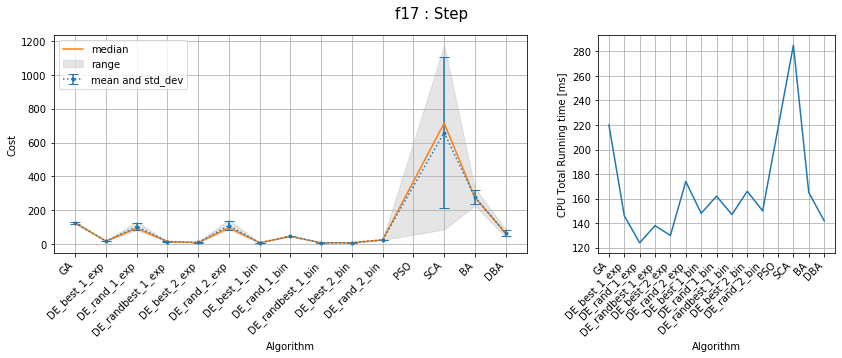 f17 : Step
1200
1000
800
600
400
200
0
Cost
median
range
mean and std_dev
GA
DE_best_1_exp
DE_rand_1_exp
DE_randbest_1_exp
DE_best_2_exp
DE_rand_2_exp
DE_best_1_bin
DE_rand_1_bin
DE_randbest_1_bin
DE_best_2_bin
DE_rand_2_bin
PSO
SCA
BA
DBA
Algorithm
280
260
240
220
200
180
160
140
120
CPU Total Running time [ms]
GA
DE_best_1_exp
DE_rand_1_exp
DE_randbest_1_exp
DE_best_2_exp
DE_rand_2_exp
DE_best_1_bin
DE_rand_1_bin
DE_randbest_1_bin
DE_best_2_bin
DE_rand_2_bin
PSO
SCA
BA
DBA
Algorithm